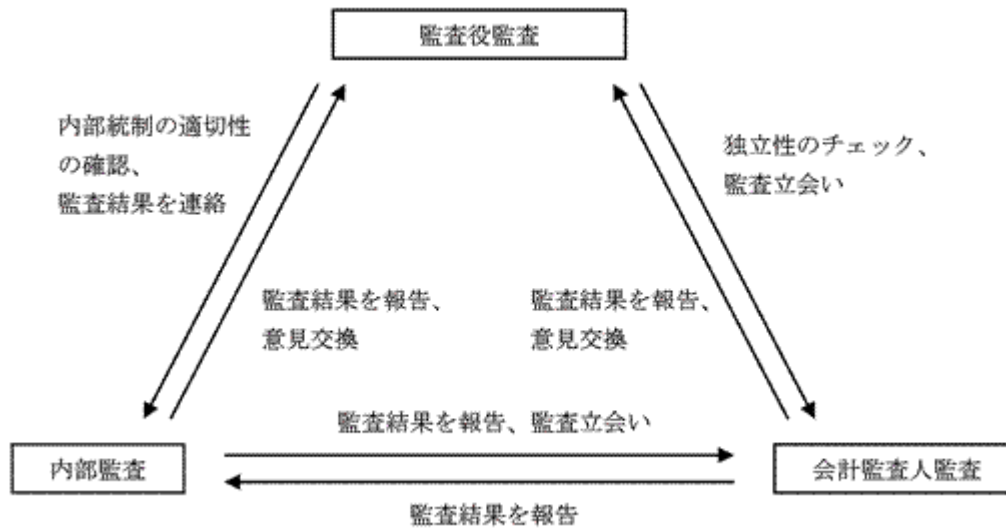 監査役監査
内部統制の適切性
の確認、
監査結果を連絡
独立性のチェック、
監査立会い
監査結果を報告、
意見交換
監査結果を報告、
意見交換
監査結果を報告、監査立会い
内部監査
会計監査人監査
監査結果を報告